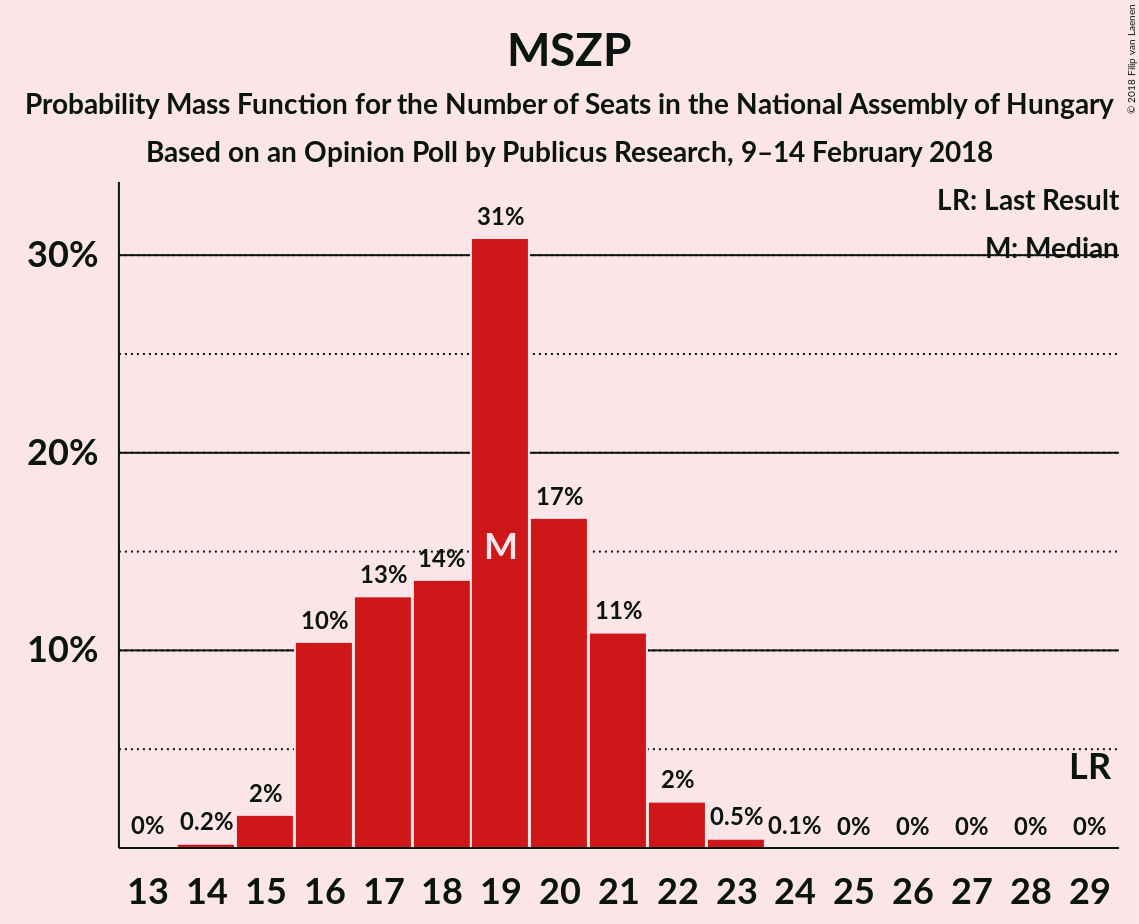 MSZP
Probability Mass Function for the Number of Seats in the National Assembly of Hungary
Based on an Opinion Poll by Publicus Research, 9–14 February 2018
© 2018 Filip van Laenen
LR: Last Result
M: Median
30%
20%
10%
0%
0.2%
2%
10%
13%
14%
31%
M
17%
11%
2%
0.5%
0.1%
0%
0%
0%
0%
0%
LR
13 14 15 16 17 18 19 20 21 22 23 24 25 26 27 28 29